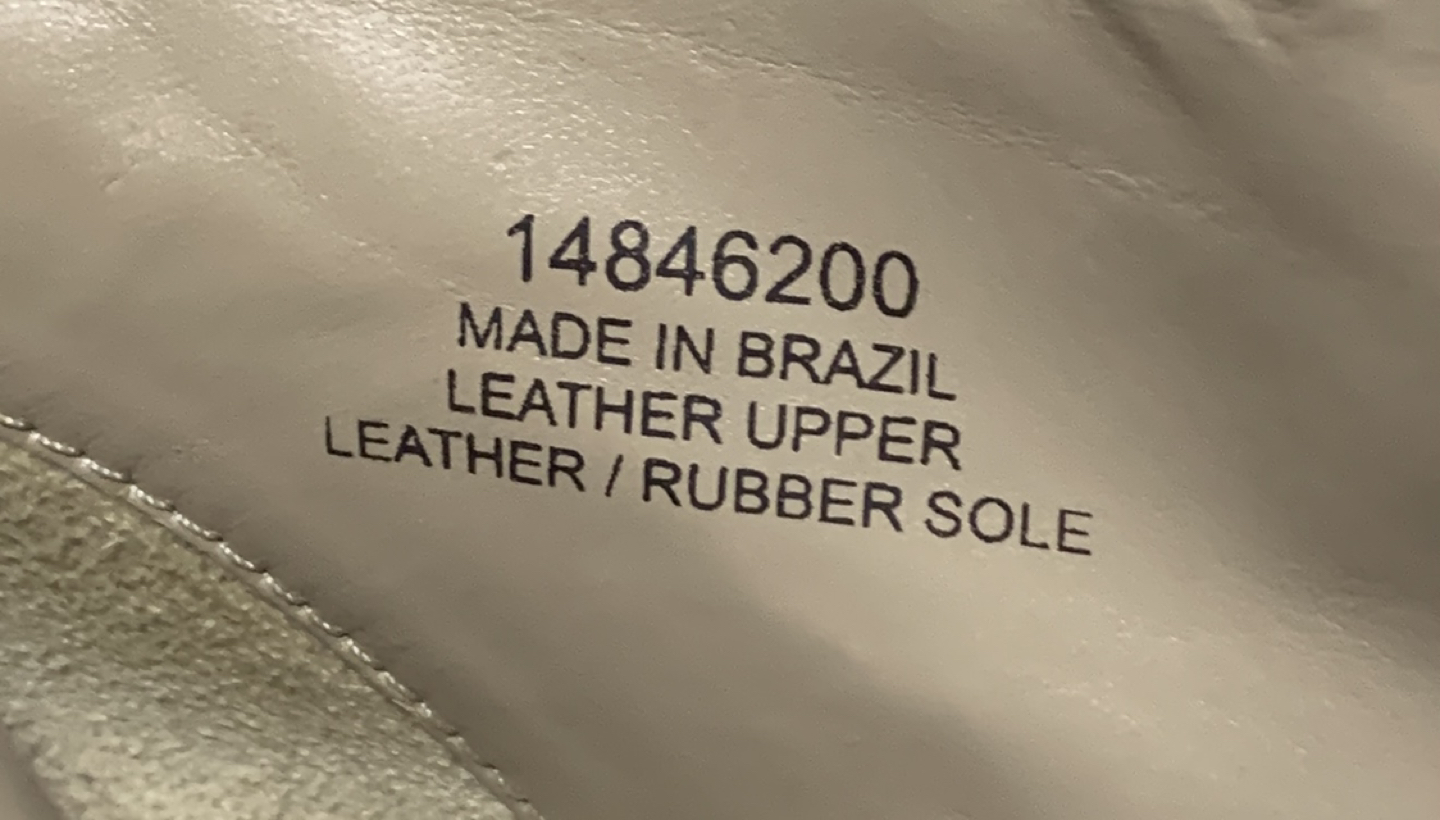 14846200
MADE IN BRAZIL
LEATHER UPPER
LEATHER / RUBBER SOLE